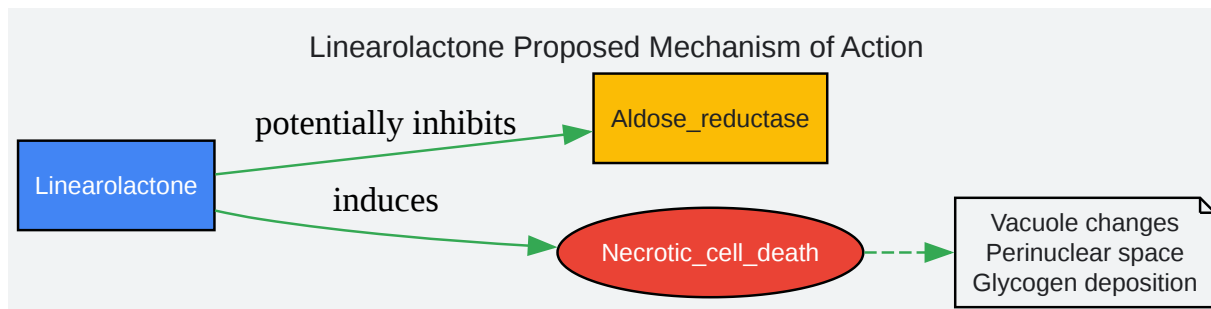 Linearolactone Proposed Mechanism of Action
potentially inhibits
Aldose_reductase
Linearolactone
induces
Necrotic_cell_death
Vacuole changes
Perinuclear space
Glycogen deposition